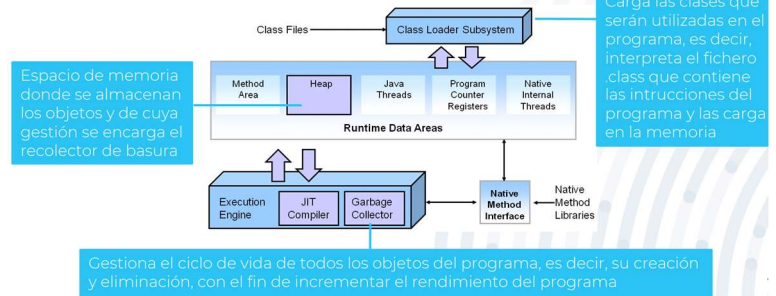 Carga las clases que
serán utilizadas en el
programa, es decir,
interpreta el fichero
.class que contiene
las intrucciones del
programa y las carga
en la memoria
Class Files
Class Loader Subsystem
Espacio de memoria
donde se almacenan
los objetos y de cuya
gestión se encarga el
recolector de basura
Method
Area
Heap
Java
Threads
Program
Counter
Registers
Native
Internal
Threads
Runtime Data Areas
Execution
Engine
JIT
Compiler
Garbage
Collector
Native
Method
Interface
Native
Method
Libraries
Gestiona el ciclo de vida de todos los objetos del programa, es decir, su creación
y eliminación, con el fin de incrementar el rendimiento del programa